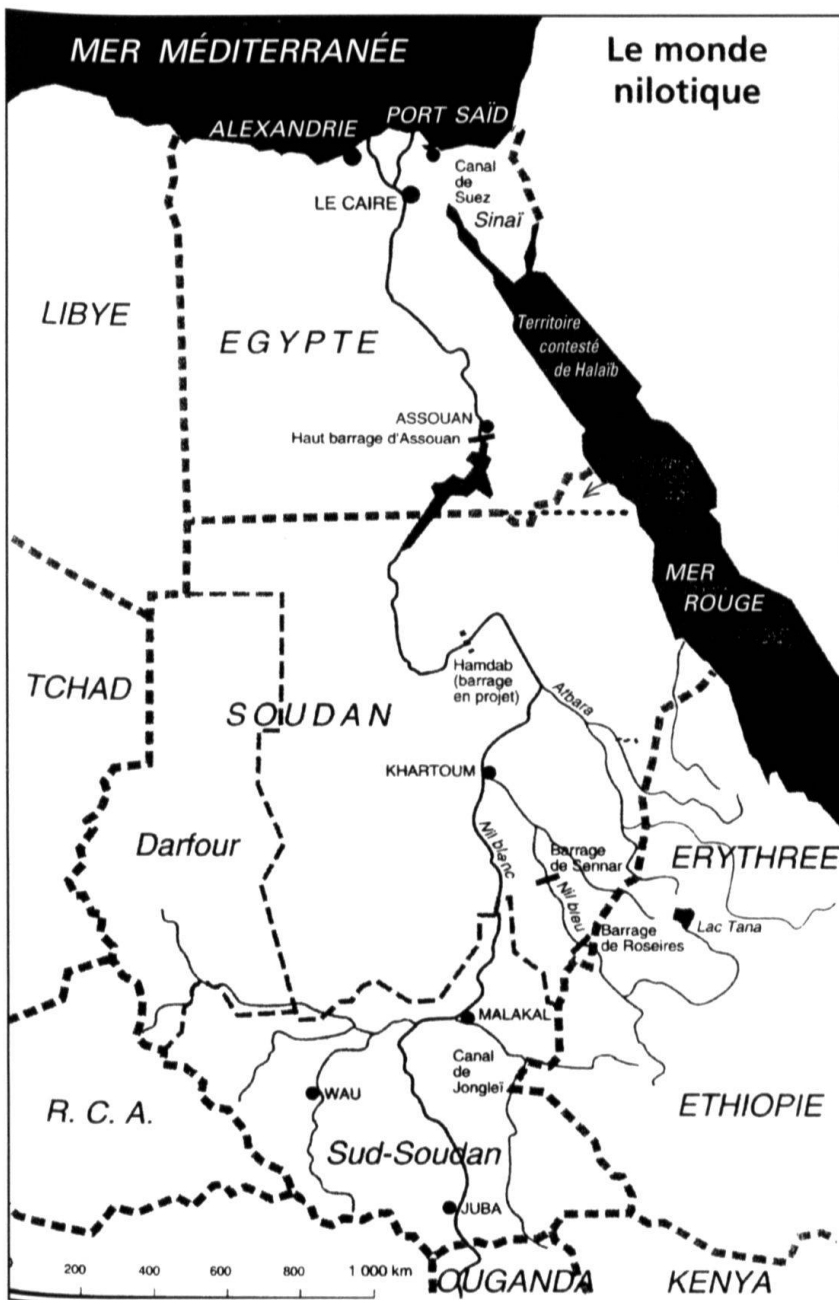 MER MÉDITERRANÉE
Le monde
nilotique
ALEXANDRIE
PORT SAÏD
Canal
de
Suez
LE CAIRE
Sinaï
LIBYE
EGYPTE
Territoire
contesté
de Halaïb
ASSOUAN
Haut barrage d'Assouan
MER
ROUGE
TCHAD
SOUDAN
Hamdab
(barrage
en projet)
Atbara
KHARTOUM
Darfour
Nil blanc
Barrage
de Sennar
Nil bleu
ERYTHREE
Lac Tana
Barrage
de Roseires
MALAKAL
Canal
de
Jongleï
R. C. A.
WAU
ETHIOPIE
Sud-Soudan
JUBA
0 200 400 600 800 1 000 km
OUGANDA
KENYA